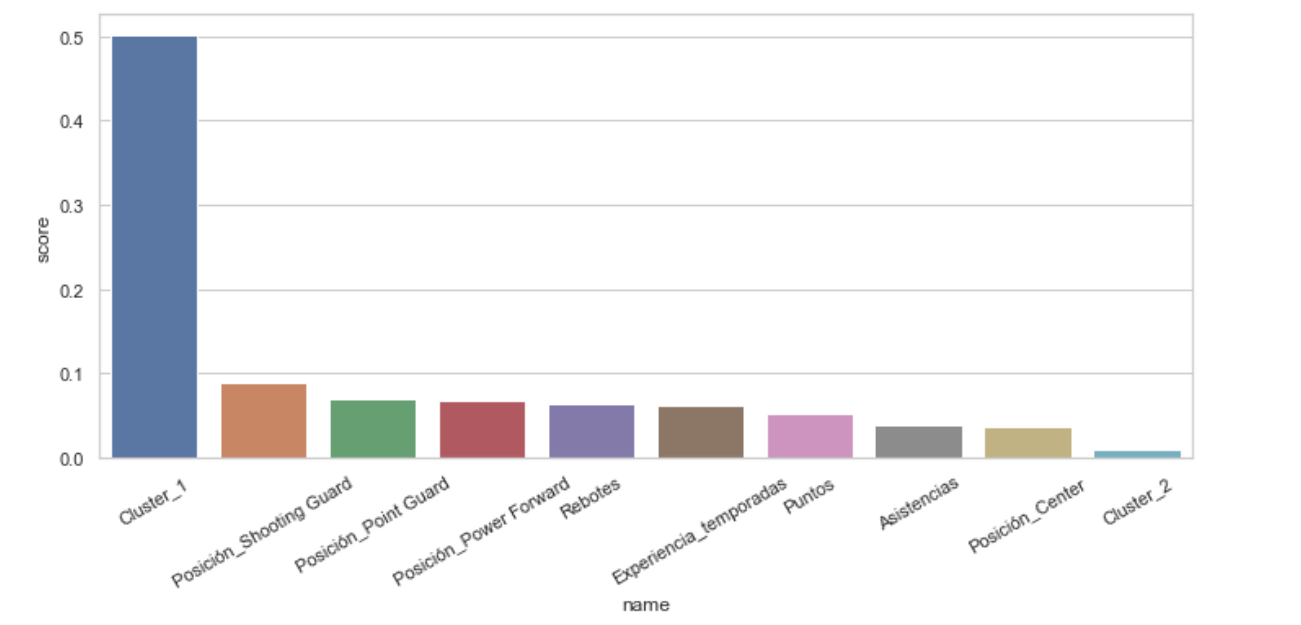 0.5
0.4
0.3
0.2
0.1
0.0
score
Cluster_1
Posición_Shooting Guard
Posición_Point Guard
Posición_Power Forward
Rebotes
Experiencia_temporadas
Puntos
Asistencias
Posición_Center
Cluster_2
name